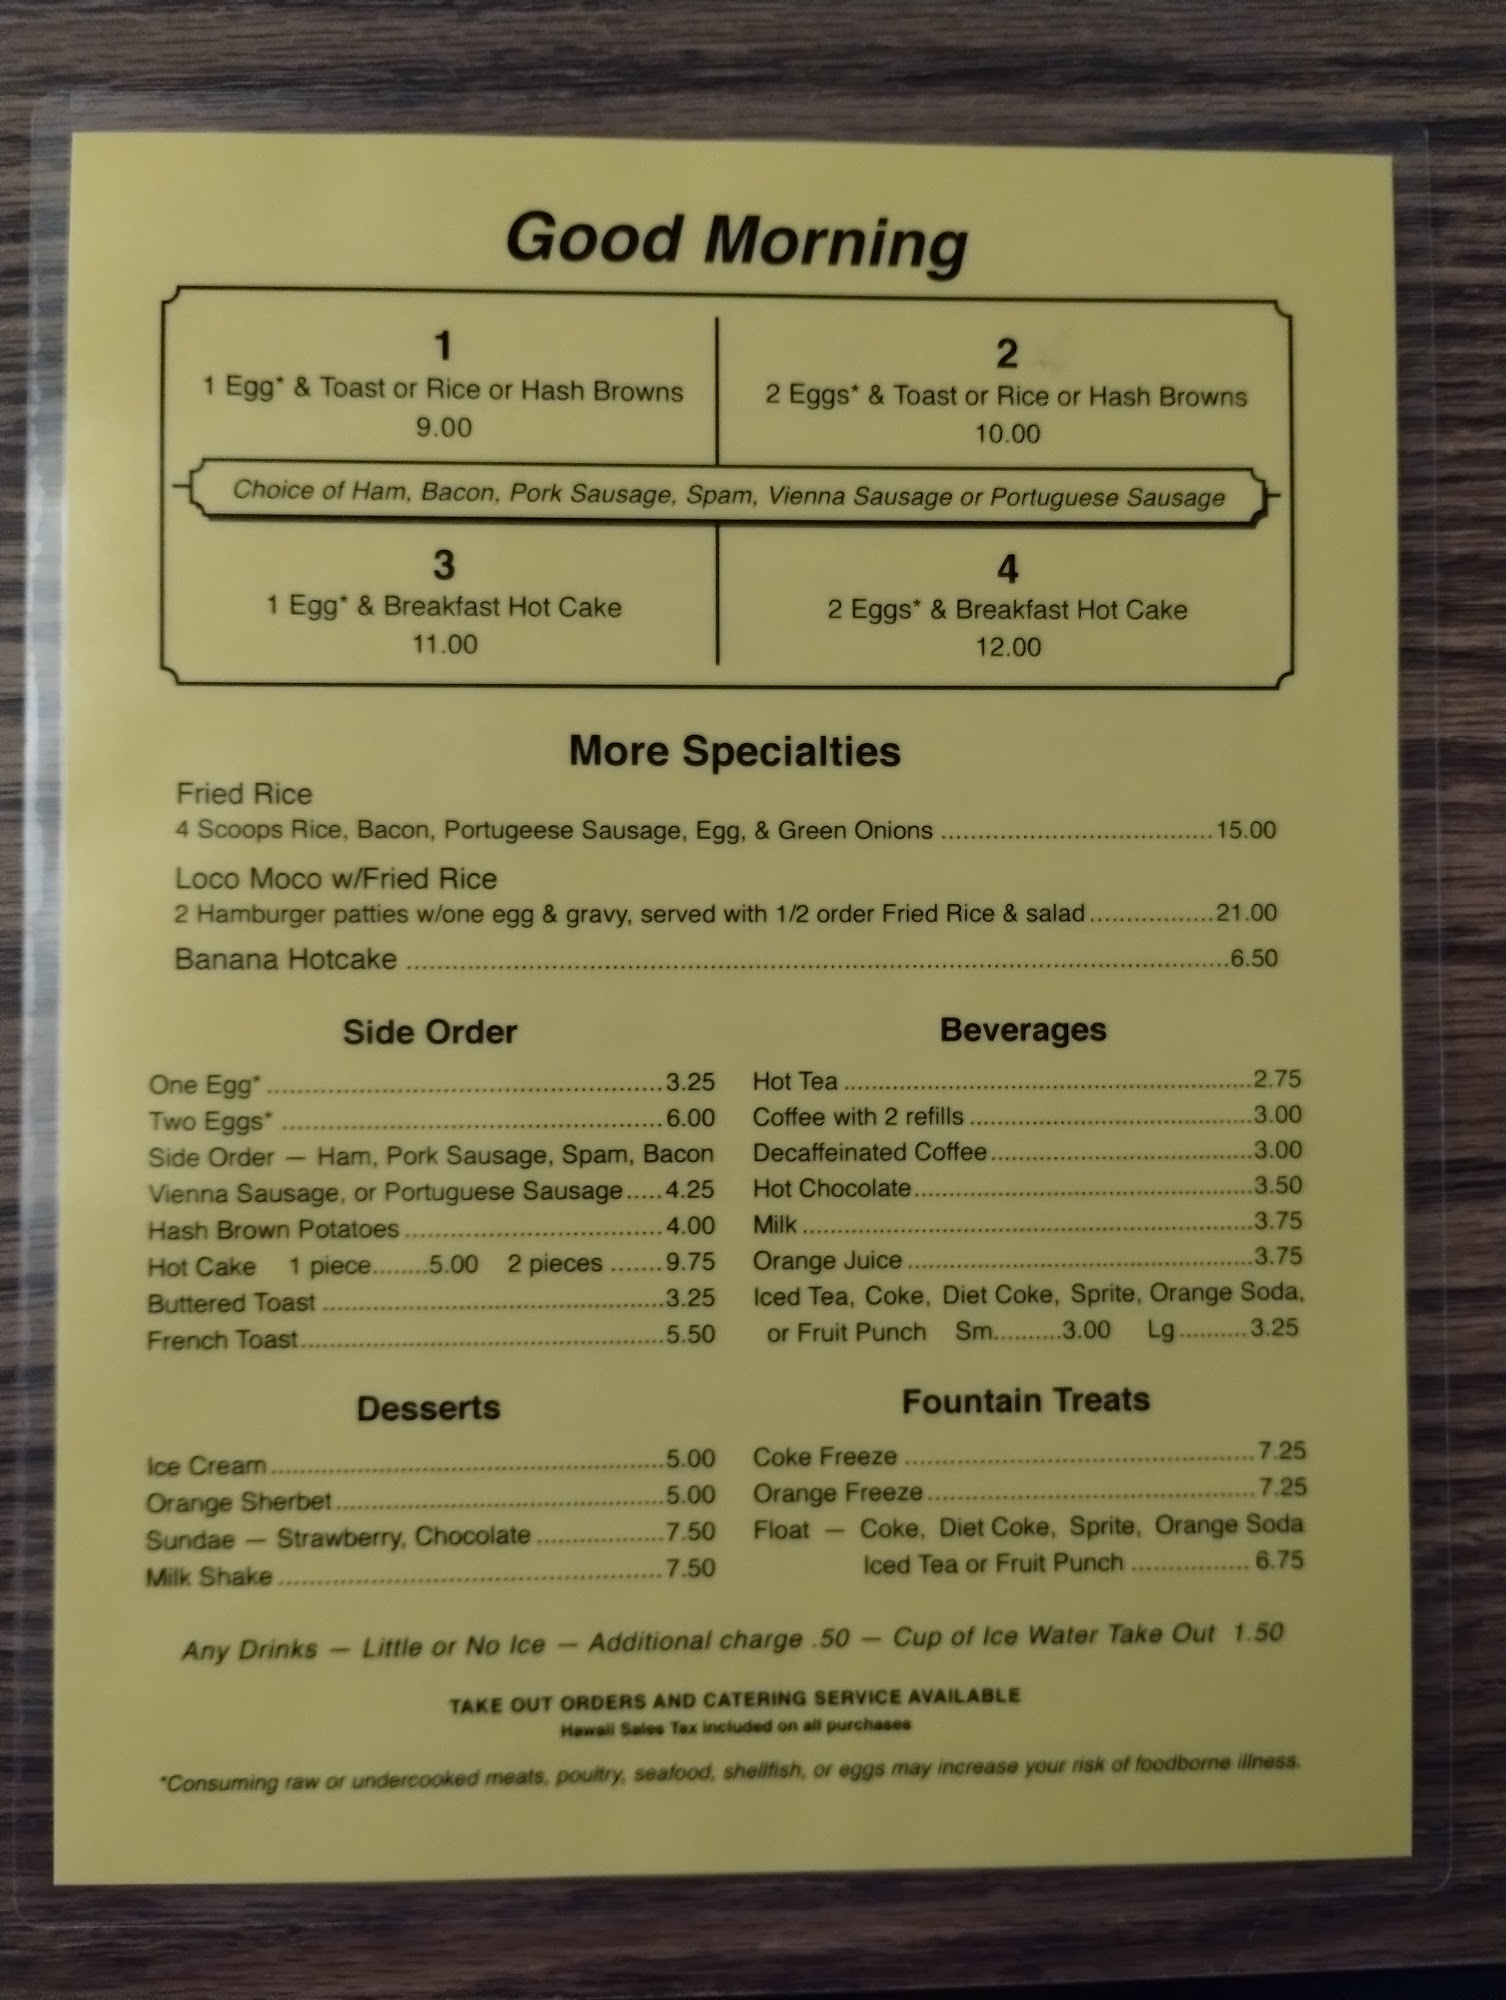 Good Morning
1
1 Egg* & Toast or Rice or Hash Browns
9.00
2
2 Eggs* & Toast or Rice or Hash Browns
10.00
Choice of Ham, Bacon, Pork Sausage, Spam, Vienna Sausage or Portuguese Sausage
3
1 Egg* & Breakfast Hot Cake
11.00
4
2 Eggs* & Breakfast Hot Cake
12.00
More Specialties
Fried Rice
4 Scoops Rice, Bacon, Portugeese Sausage, Egg, & Green Onions ........ 15.00
Loco Moco w/Fried Rice
2 Hamburger patties w/one egg & gravy, served with 1/2 order Fried Rice & salad ........ 21.00
Banana Hotcake ........ 6.50
Side Order
One Egg* ........ 3.25
Two Eggs* ........ 6.00
Side Order — Ham, Pork Sausage, Spam, Bacon
Vienna Sausage, or Portuguese Sausage ..... 4.25
Hash Brown Potatoes ........ 4.00
Hot Cake 1 piece ........ 5.00 2 pieces ....... 9.75
Buttered Toast ........ 3.25
French Toast ........ 5.50
Beverages
Hot Tea ........ 2.75
Coffee with 2 refills ........ 3.00
Decaffeinated Coffee ........ 3.00
Hot Chocolate ........ 3.50
Milk ........ 3.75
Orange Juice ........ 3.75
Iced Tea, Coke, Diet Coke, Sprite, Orange Soda,
or Fruit Punch Sm .......... 3.00 Lg .......... 3.25
Desserts
Ice Cream ........ 5.00
Orange Sherbet ........ 5.00
Sundae — Strawberry, Chocolate ........ 7.50
Milk Shake ........ 7.50
Fountain Treats
Coke Freeze ........ 7.25
Orange Freeze ........ 7.25
Float — Coke, Diet Coke, Sprite, Orange Soda
Iced Tea or Fruit Punch ........ 6.75
Any Drinks — Little or No Ice — Additional charge .50 — Cup of Ice Water Take Out 1.50
TAKE OUT ORDERS AND CATERING SERVICE AVAILABLE
Hawaii Sales Tax included on all purchases
*Consuming raw or undercooked meats, poultry, seafood, shellfish, or eggs may increase your risk of foodborne illness.